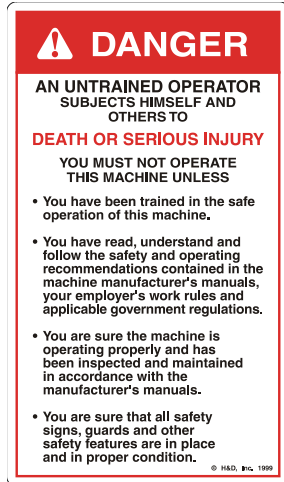 DANGER
AN UNTRAINED OPERATOR
SUBJECTS HIMSELF AND
OTHERS TO
DEATH OR SERIOUS INJURY
YOU MUST NOT OPERATE
THIS MACHINE UNLESS
• You have been trained in the safe
operation of this machine.
• You have read, understand and
follow the safety and operating
recommendations contained in the
machine manufacturer's manuals,
your employer's work rules and
applicable government regulations.
• You are sure the machine is
operating properly and has
been inspected and maintained
in accordance with the
manufacturer's manuals.
• You are sure that all safety
signs, guards and other
safety features are in place
and in proper condition.
© H&D, Inc. 1999